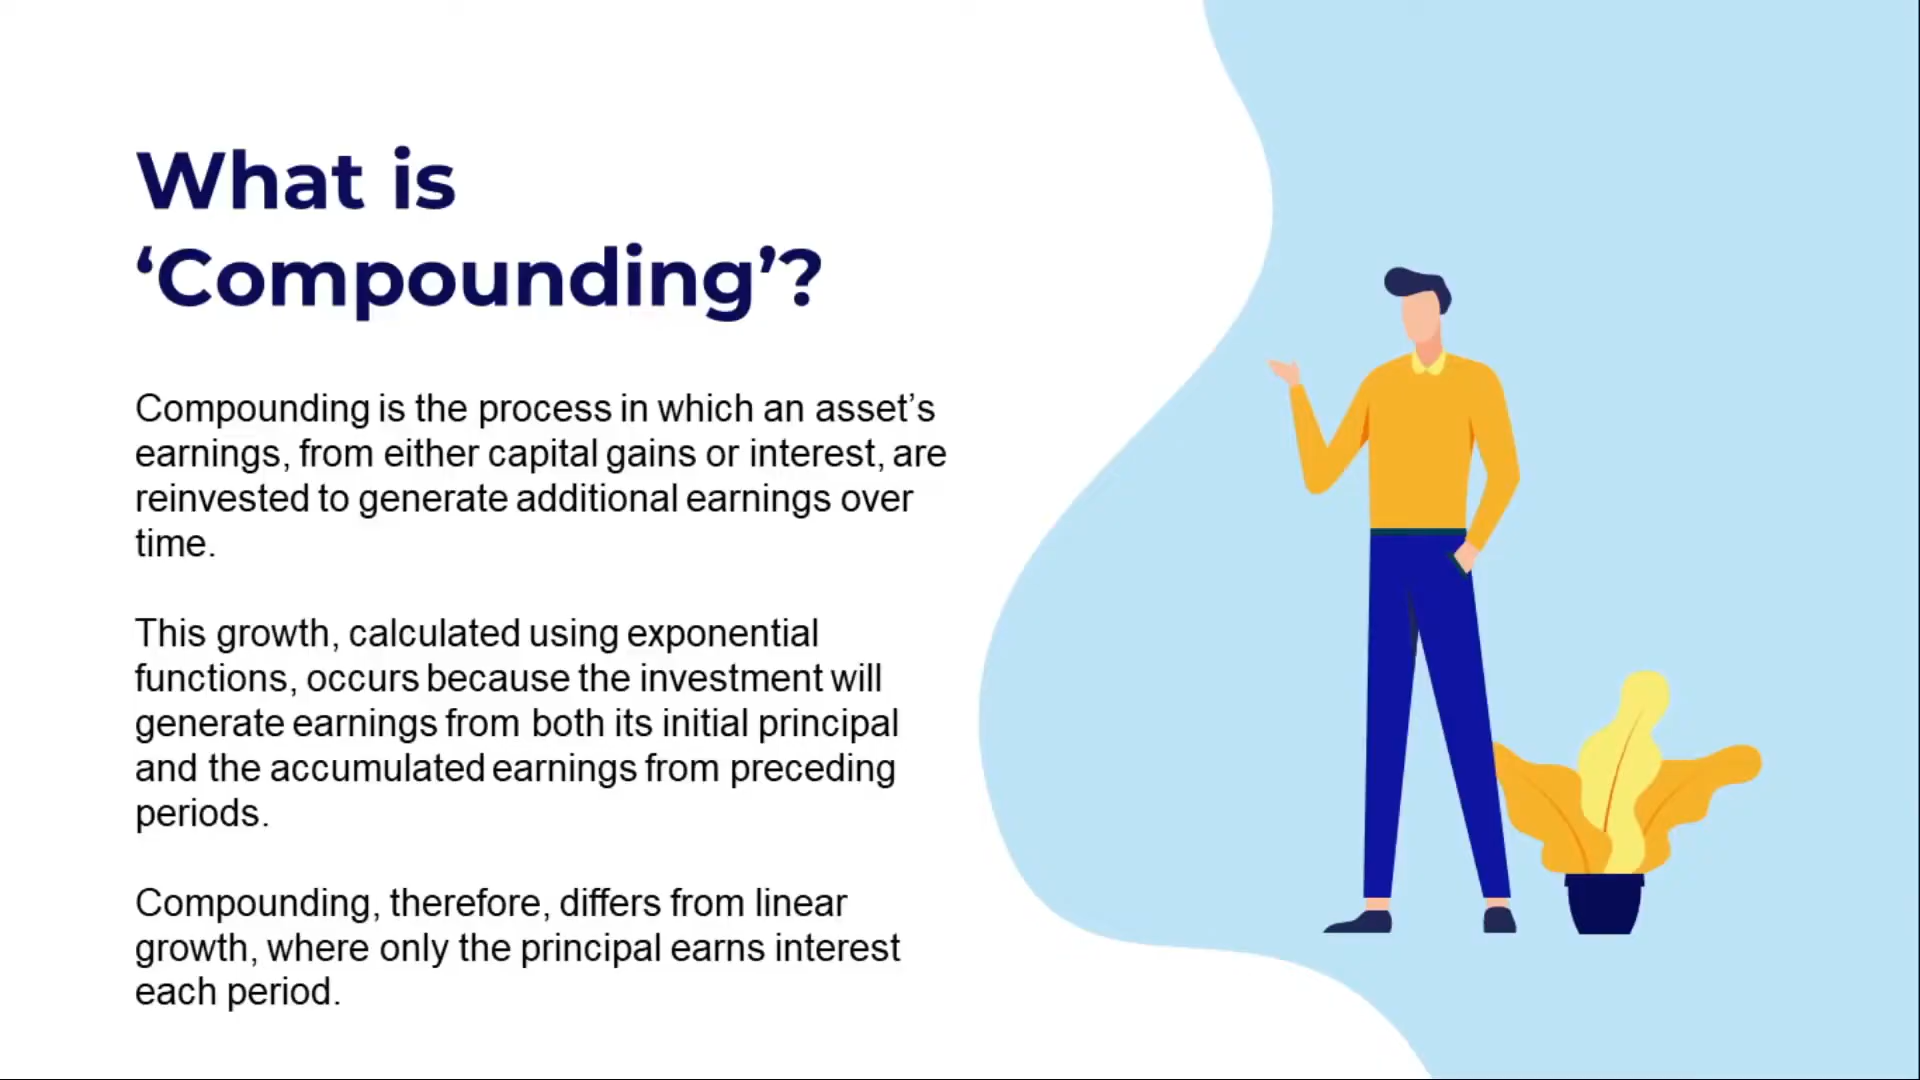 What is
‘Compounding’?
Compounding is the process in which an asset’s
earnings, from either capital gains or interest, are
reinvested to generate additional earnings over
time.
This growth, calculated using exponential
functions, occurs because the investment will
generate earnings from both its initial principal
and the accumulated earnings from preceding
periods.
Compounding, therefore, differs from linear
growth, where only the principal earns interest
each period.